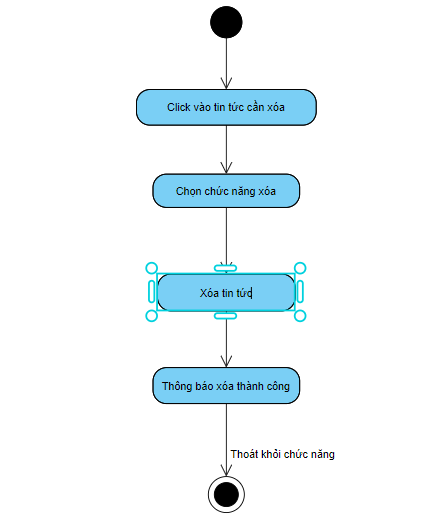 Click vào tin tức cần xóa
Chọn chức năng xóa
Xóa tin tức
Thông báo xóa thành công
Thoát khỏi chức năng